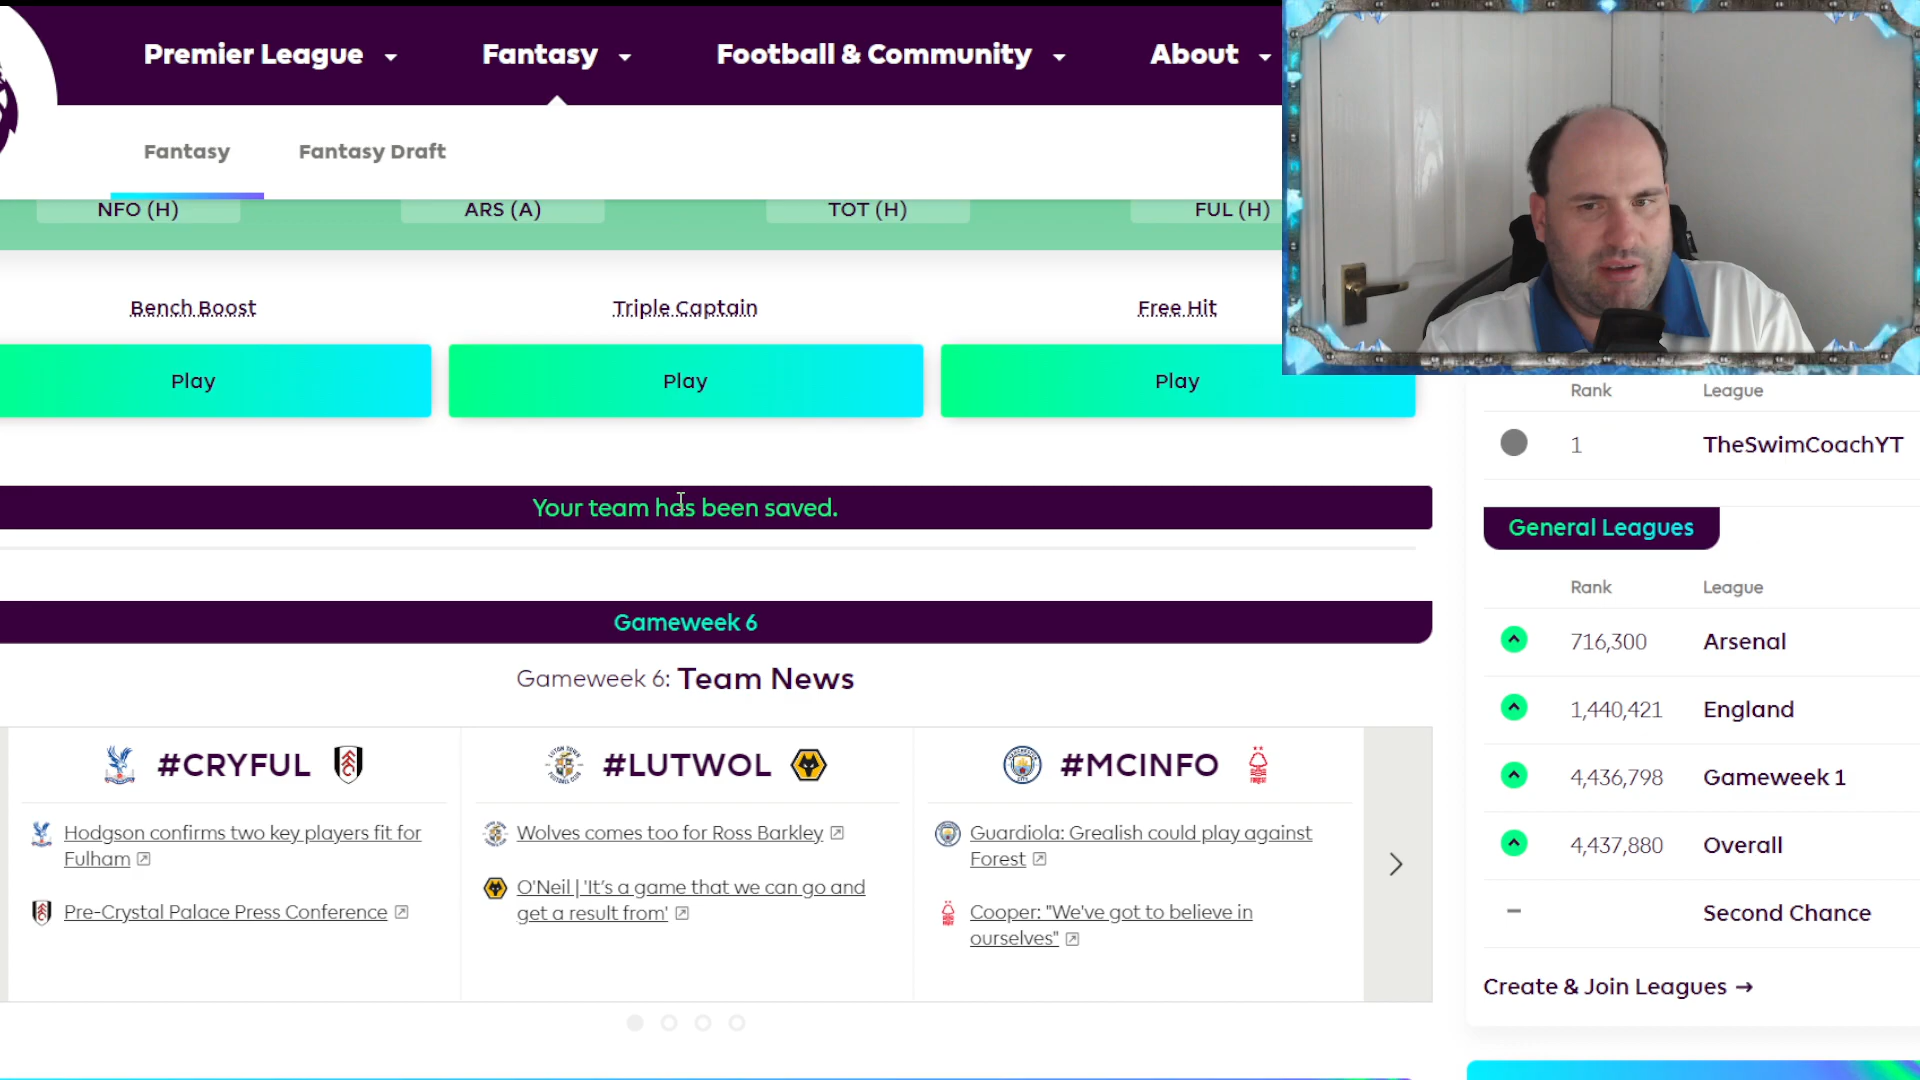 Premier League
Fantasy
Football & Community
About
Fantasy
Fantasy Draft
NFO (H)
ARS (A)
TOT (H)
FUL (H)
Bench Boost
Triple Captain
Free Hit
Play
Play
Play
Your team has been saved.
Gameweek 6
Gameweek 6: Team News
#CRYFUL
Hodgson confirms two key players fit for
Fulham
Pre-Crystal Palace Press Conference
#LUTWOL
Wolves comes too for Ross Barkley
O'Neil | 'It's a game that we can go and
get a result from'
#MCINFO
Guardiola: Grealish could play against
Forest
Cooper: "We've got to believe in
ourselves"
Rank League
1 TheSwimCoachYT
General Leagues
Rank League
716,300 Arsenal
1,440,421 England
4,436,798 Gameweek 1
4,437,880 Overall
- Second Chance
Create & Join Leagues →